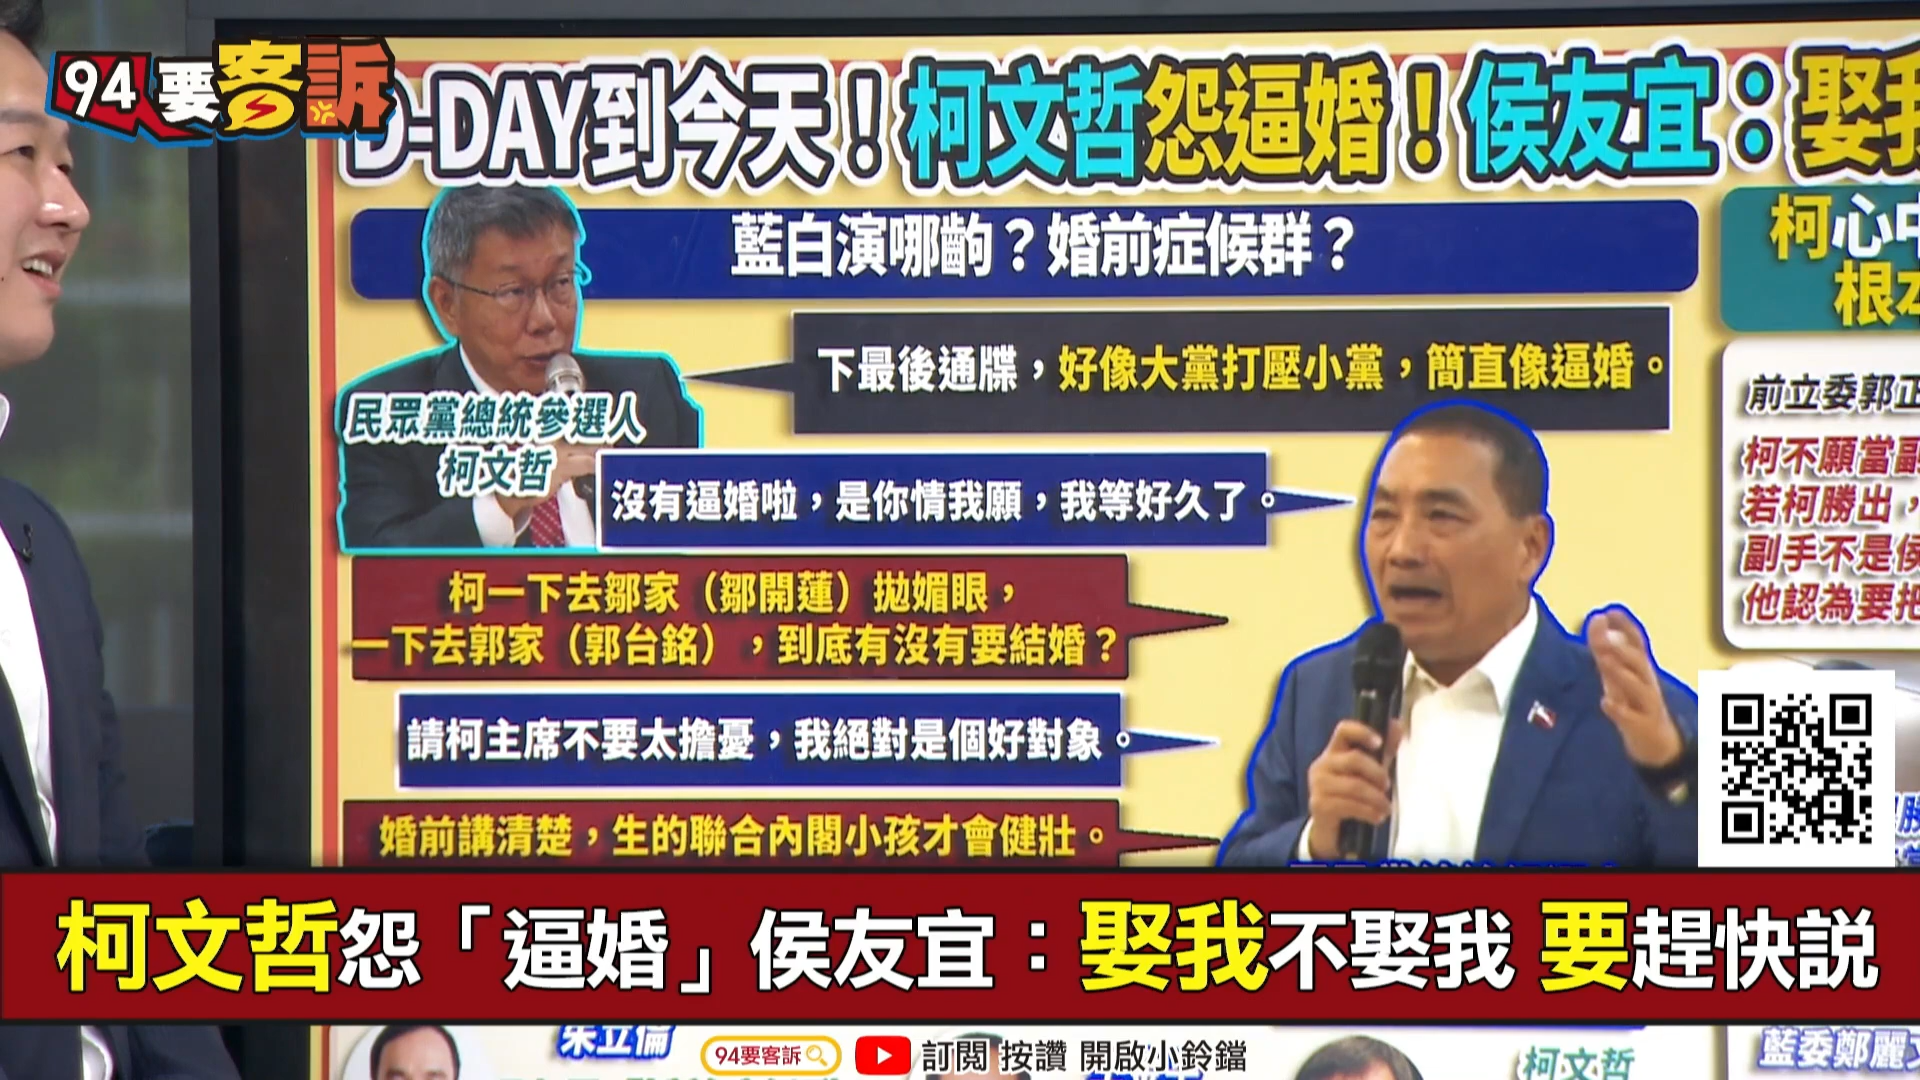 94要客訴
D-DAY到今天！柯文哲怨逼婚！侯友宜：娶我
藍白演哪齣？婚前症候群？
柯心中
根本
下最後通牒，好像大黨打壓小黨，簡直像逼婚。
民眾黨總統參選人
柯文哲
沒有逼婚啦，是你情我願，我等好久了。
柯一下去鄒家（鄒開蓮）拋媚眼，
一下去郭家（郭台銘），到底有沒有要結婚？
請柯主席不要太擔憂，我絕對是個好對象。
婚前講清楚，生的聯合內閣小孩才會健壯。
前立委郭正
柯不願當副
若柯勝出，
副手不是侯
他認為要把
柯文哲怨「逼婚」侯友宜：娶我不娶我 要趕快説
朱立倫
94要客訴
訂閲 按讚 開啟小鈴鐺
柯文哲
藍委鄭麗文